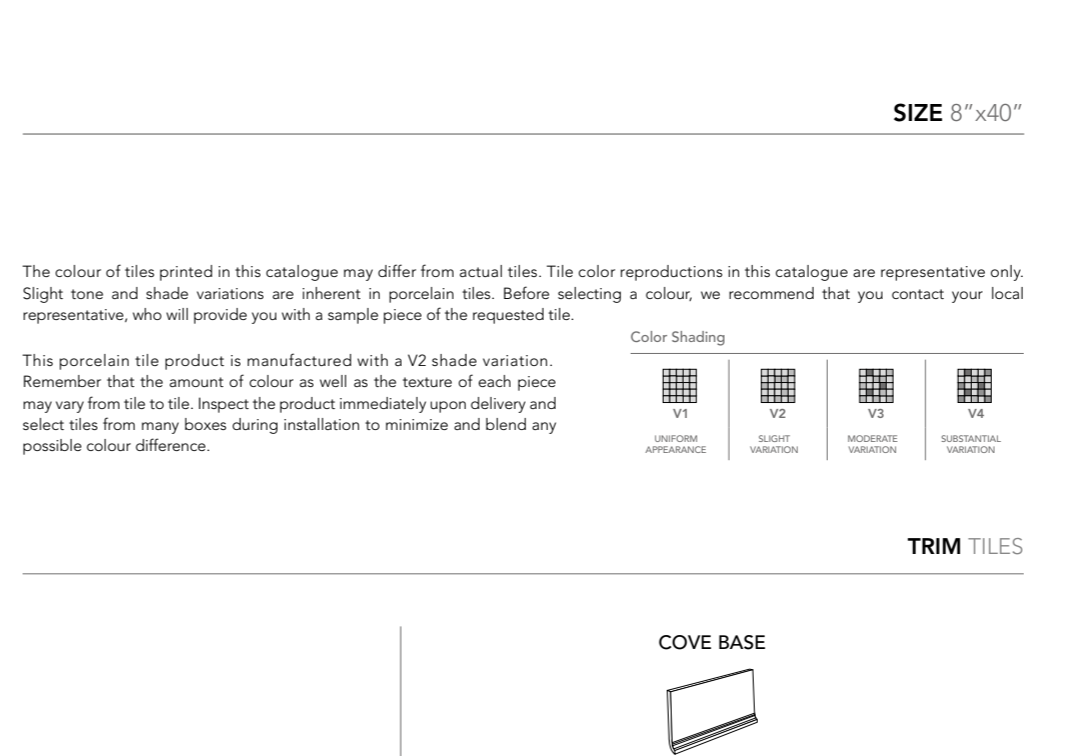 SIZE 8”x40”
The colour of tiles printed in this catalogue may differ from actual tiles. Tile color reproductions in this catalogue are representative only.
Slight tone and shade variations are inherent in porcelain tiles. Before selecting a colour, we recommend that you contact your local
representative, who will provide you with a sample piece of the requested tile.
This porcelain tile product is manufactured with a V2 shade variation.
Remember that the amount of colour as well as the texture of each piece
may vary from tile to tile. Inspect the product immediately upon delivery and
select tiles from many boxes during installation to minimize and blend any
possible colour difference.
Color Shading
V1
UNIFORM
APPEARANCE
V2
SLIGHT
VARIATION
V3
MODERATE
VARIATION
V4
SUBSTANTIAL
VARIATION
TRIM TILES
COVE BASE